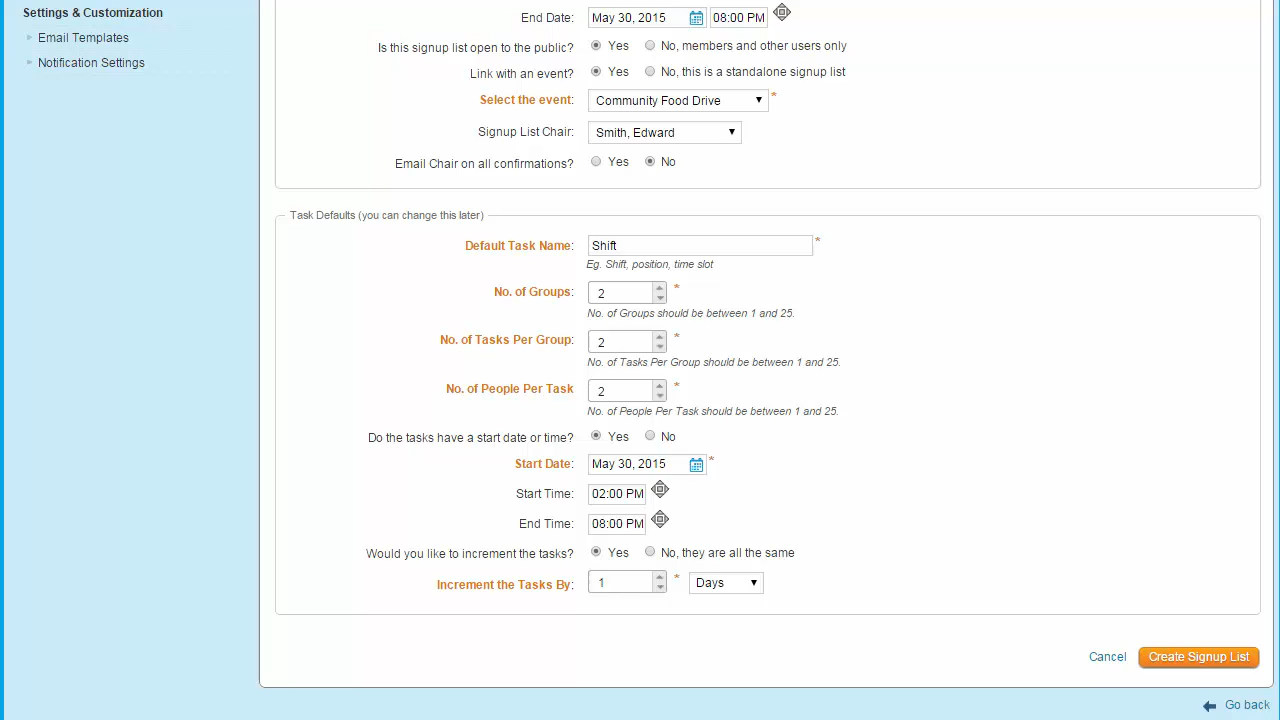 Settings & Customization
Email Templates
Notification Settings
End Date: May 30, 2015 08:00 PM
Is this signup list open to the public? Yes No, members and other users only
Link with an event? Yes No, this is a standalone signup list
Select the event: Community Food Drive *
Signup List Chair: Smith, Edward
Email Chair on all confirmations? Yes No
Task Defaults (you can change this later)
Default Task Name: Shift *
Eg. Shift, position, time slot
No. of Groups: 2 *
No. of Groups should be between 1 and 25.
No. of Tasks Per Group: 2 *
No. of Tasks Per Group should be between 1 and 25.
No. of People Per Task 2 *
No. of People Per Task should be between 1 and 25.
Do the tasks have a start date or time? Yes No
Start Date: May 30, 2015 *
Start Time: 02:00 PM
End Time: 08:00 PM
Would you like to increment the tasks? Yes No, they are all the same
Increment the Tasks By: 1 * Days
Cancel Create Signup List
Go back